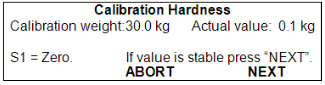 Calibration Hardness
Calibration weight:30.0 kg Actual value: 0.1 kg
S1 = Zero. If value is stable press “NEXT”.
ABORT NEXT